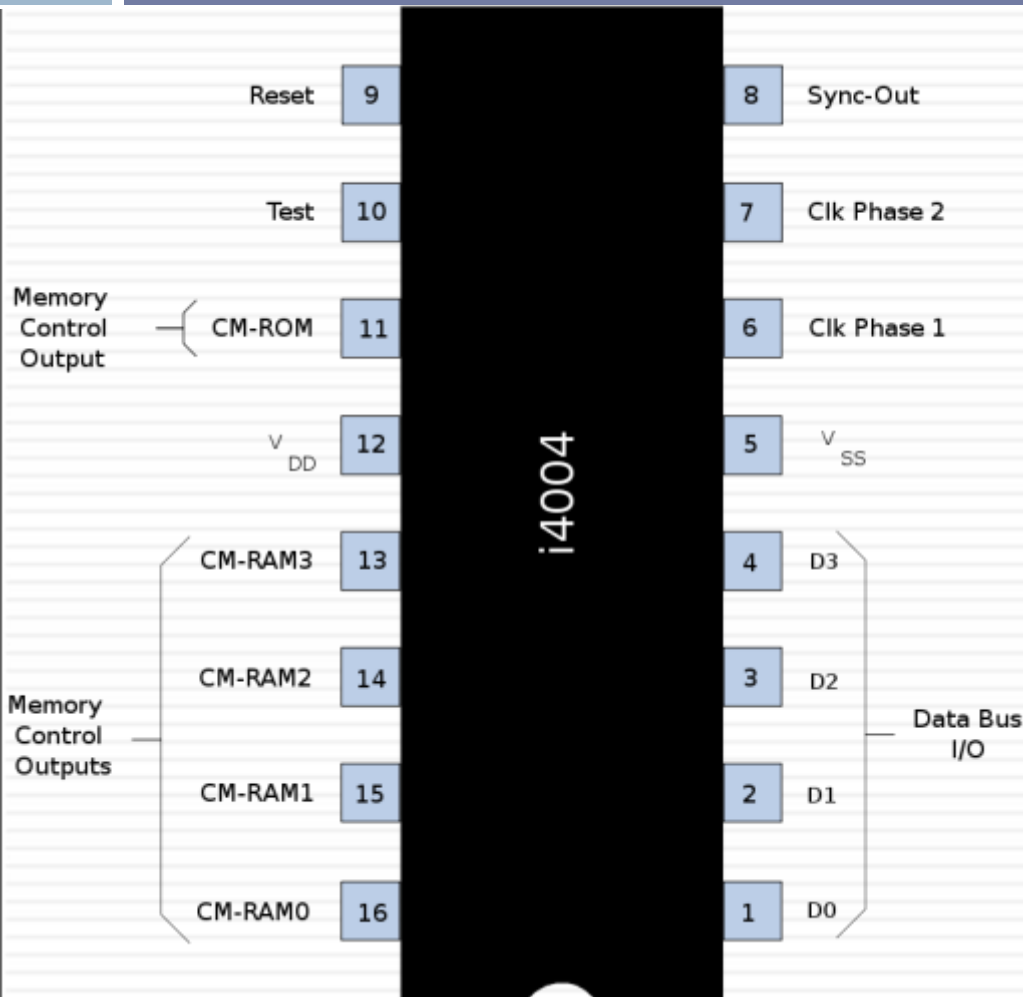 Reset 9 8 Sync-Out
Test 10 7 Clk Phase 2
Memory
Control
Output
CM-ROM 11 6 Clk Phase 1
VDD 12 5 VSS
i4004
CM-RAM3 13 4 D3
CM-RAM2 14 3 D2
Memory
Control
Outputs
Data Bus
I/O
CM-RAM1 15 2 D1
CM-RAM0 16 1 D0